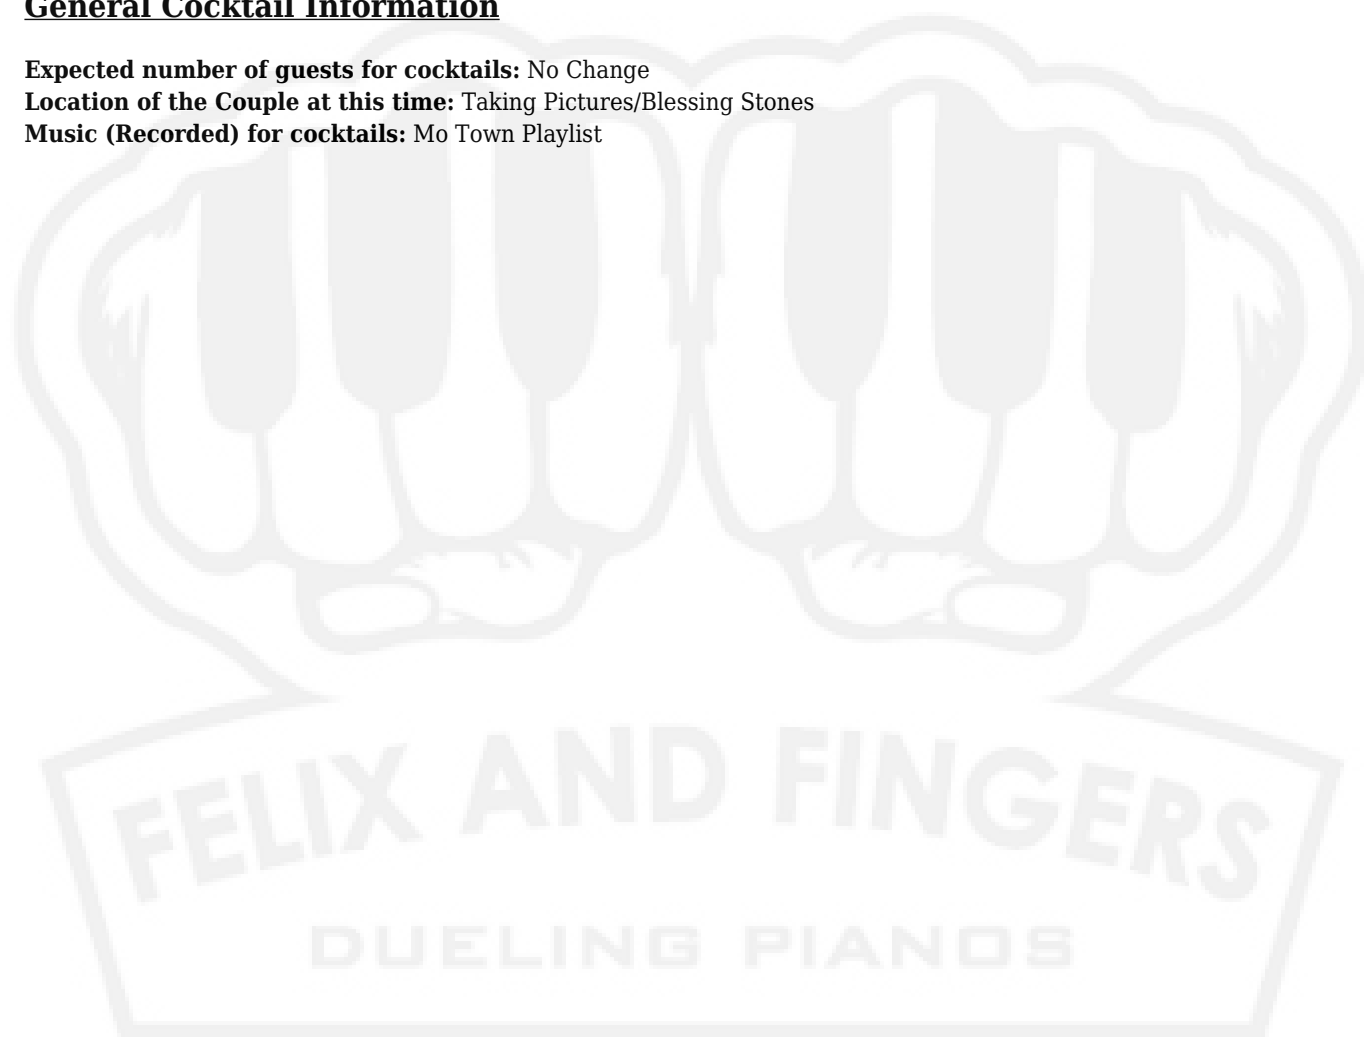 General Cocktail Information
Expected number of guests for cocktails: No Change
Location of the Couple at this time: Taking Pictures/Blessing Stones
Music (Recorded) for cocktails: Mo Town Playlist
FELIX AND FINGERS
DUELING PIANOS